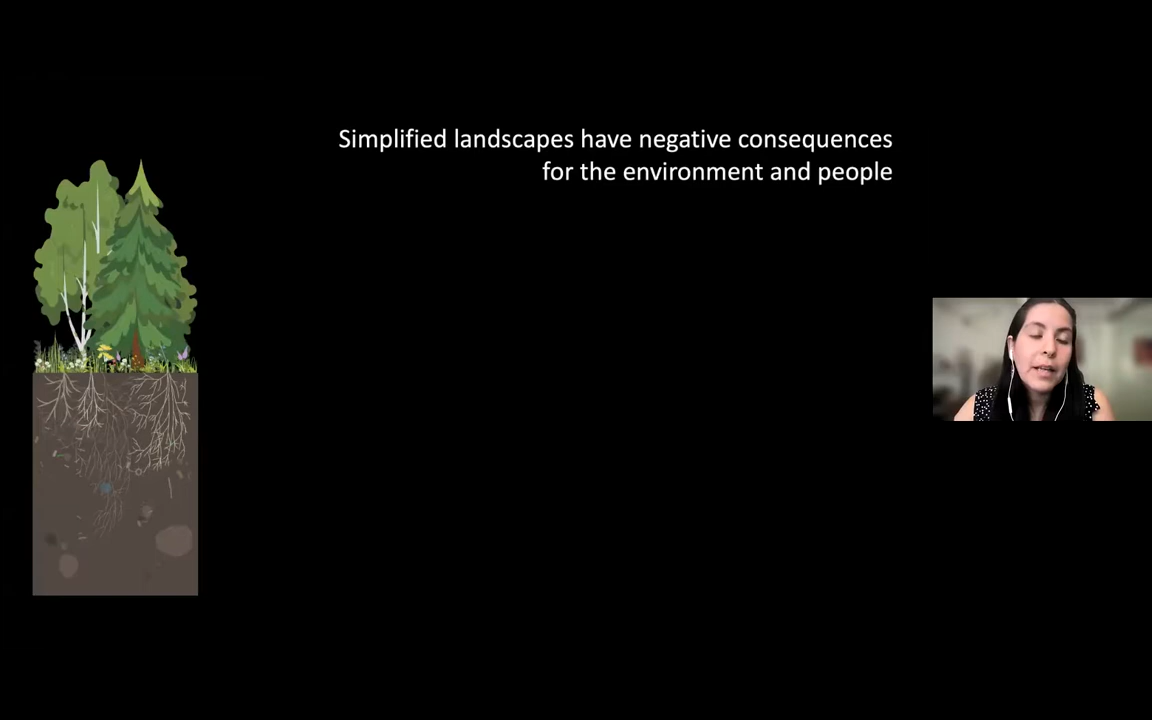 Simplified landscapes have negative consequences
for the environment and people